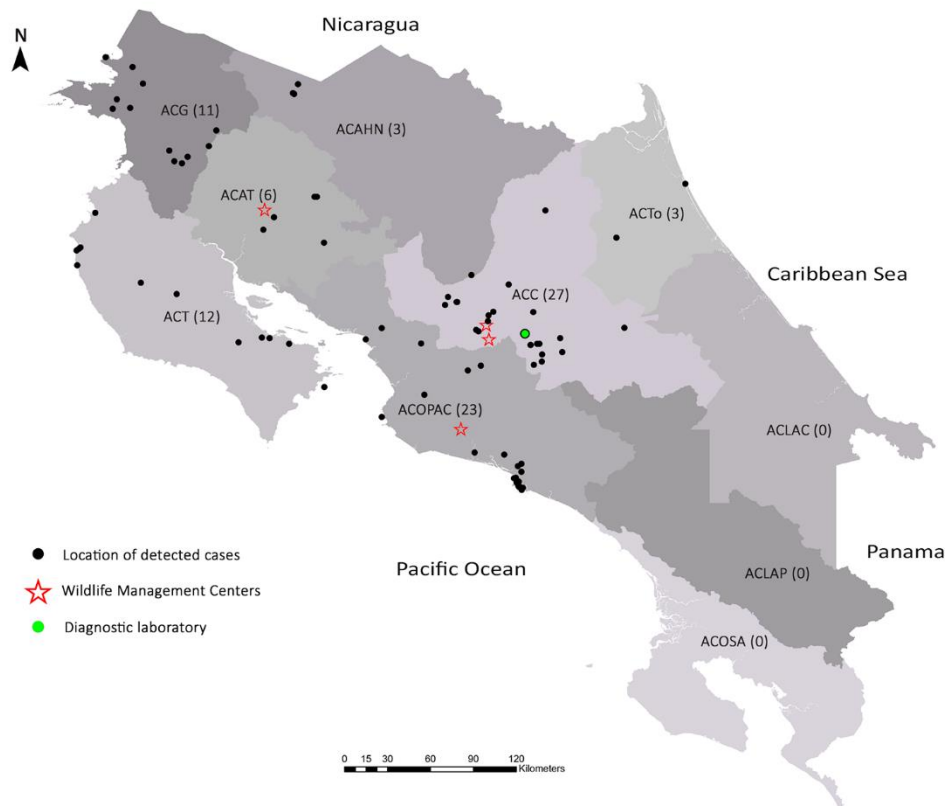 Nicaragua
N
ACG (11)
ACAHN (3)
ACAT (6)
ACTo (3)
Caribbean Sea
ACC (27)
ACT (12)
ACOPAC (23)
ACLAC (0)
Location of detected cases
Wildlife Management Centers
Diagnostic laboratory
Pacific Ocean
Panama
ACLAP (0)
ACOSA (0)
0 15 30 60 90 120
Kilometers